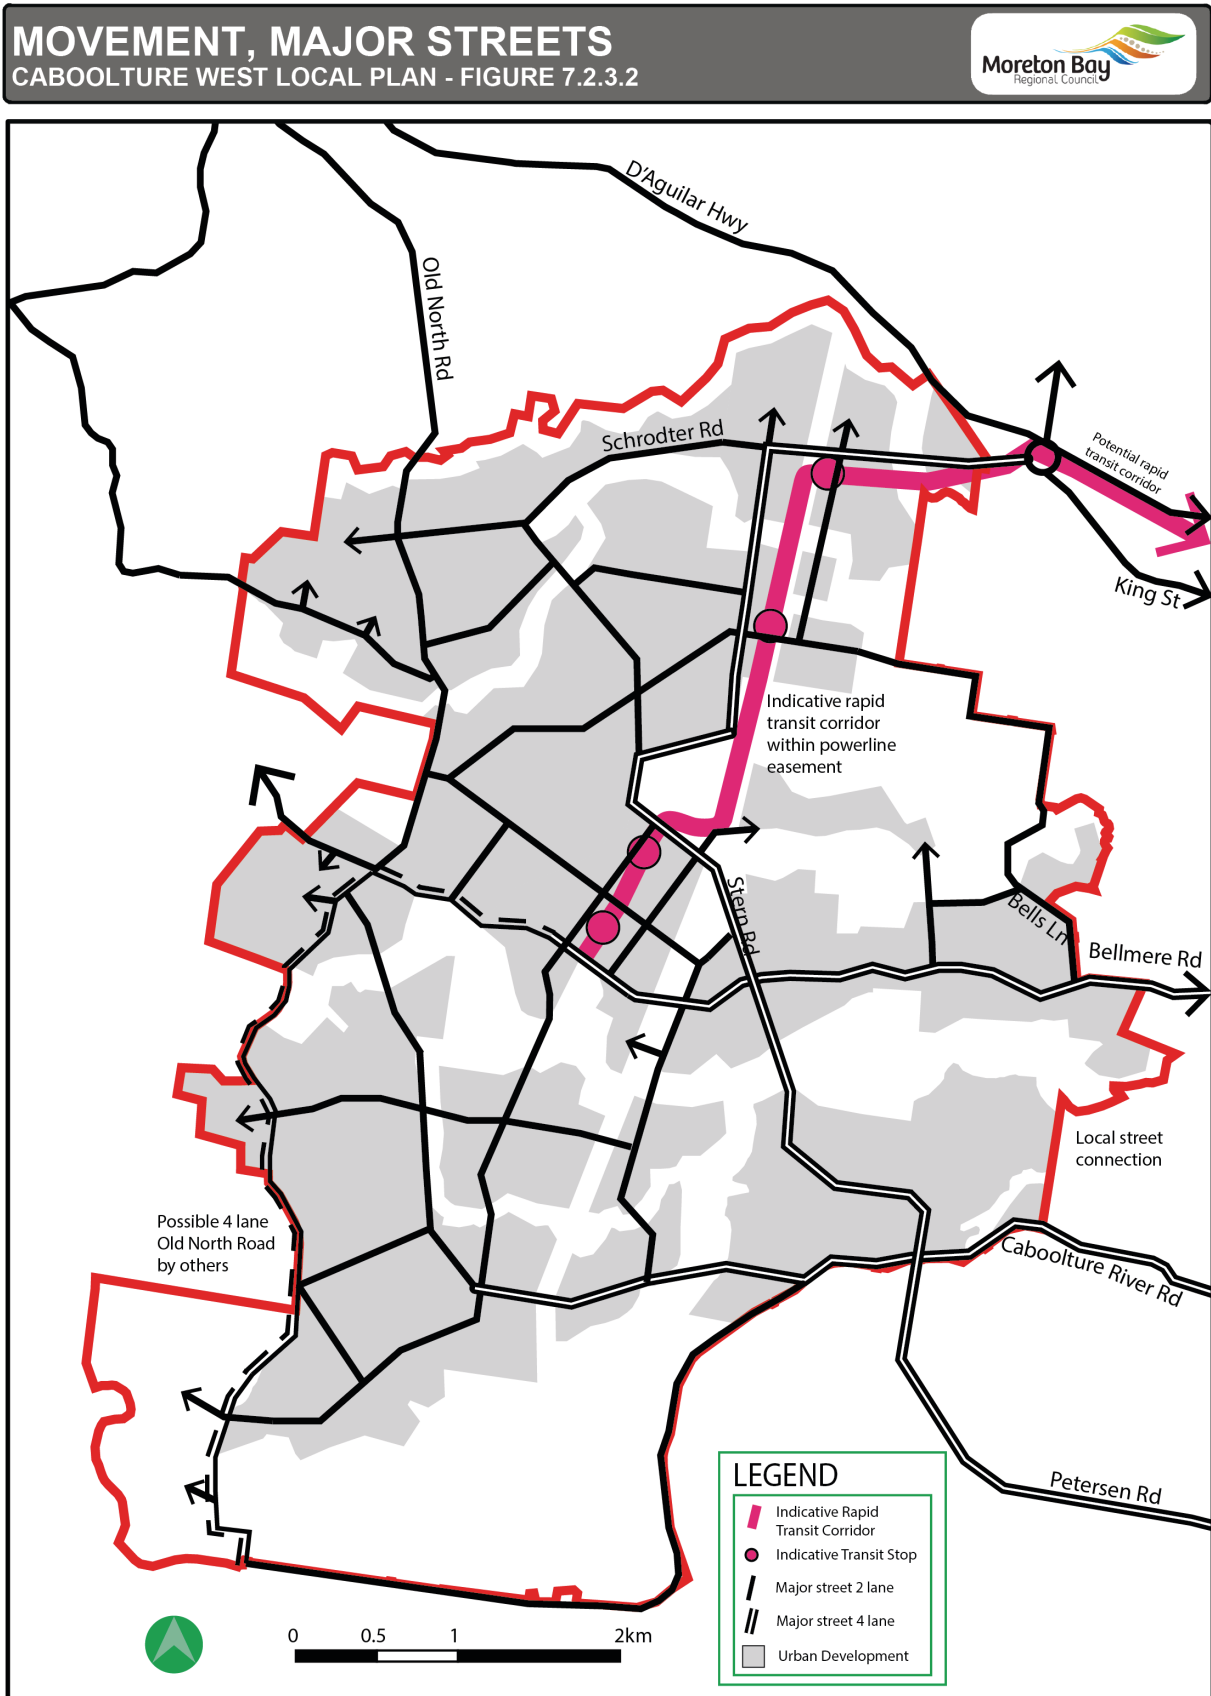 MOVEMENT, MAJOR STREETS
CABOOLTURE WEST LOCAL PLAN - FIGURE 7.2.3.2
Moreton Bay
Regional Council
D'Aguilar Hwy
Old North Rd
Schrodter Rd
Potential rapid
transit corridor
King St
Indicative rapid
transit corridor
within powerline
easement
Stern Rd
Bells Ln
Bellmere Rd
Local street
connection
Possible 4 lane
Old North Road
by others
Caboolture River Rd
Petersen Rd
LEGEND
Indicative Rapid
Transit Corridor
Indicative Transit Stop
Major street 2 lane
Major street 4 lane
Urban Development
0 0.5 1 2km